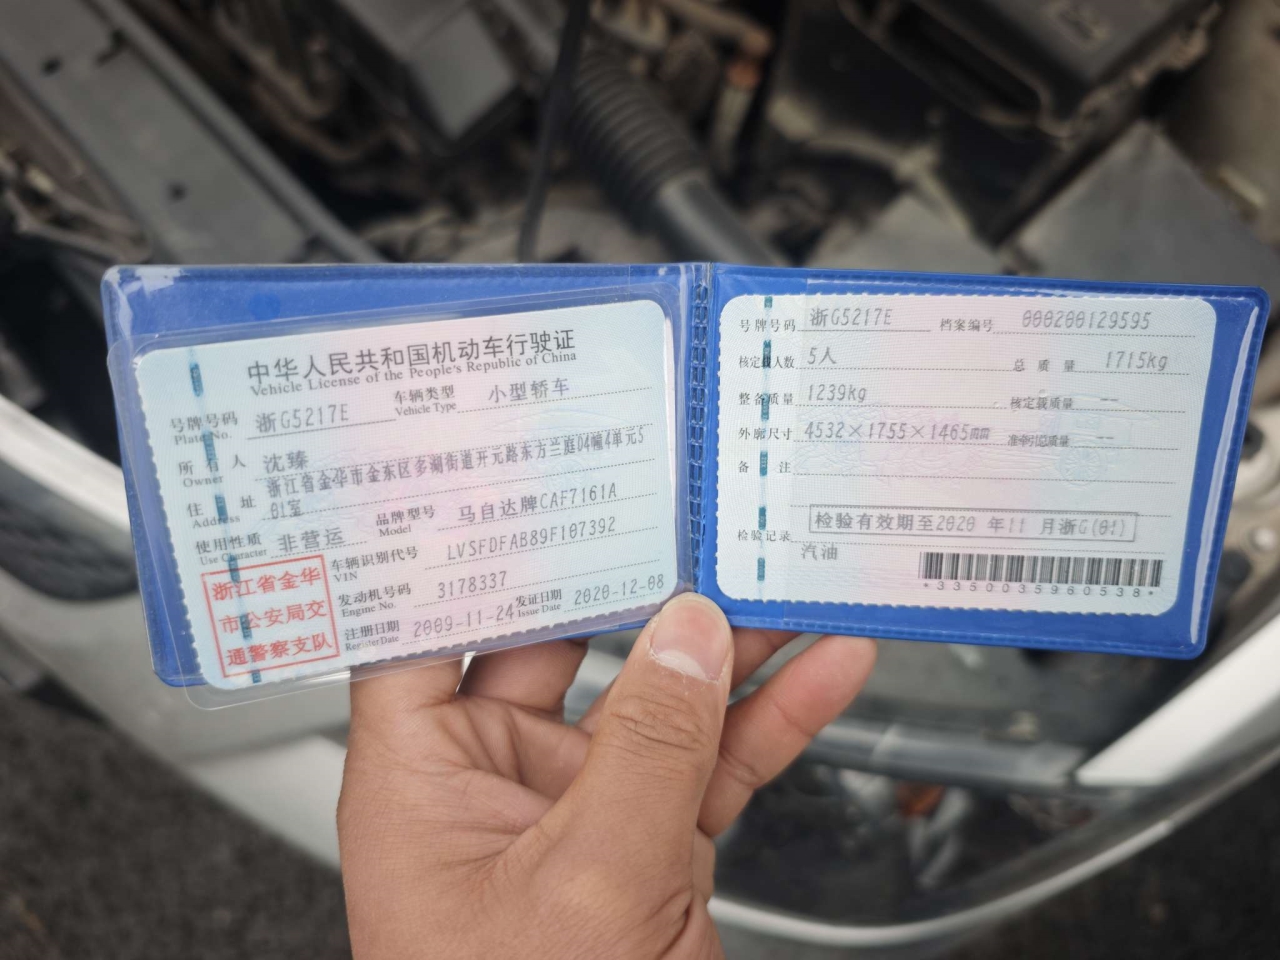 中华人民共和国机动车行驶证
Vehicle License of the People's Republic of China
号牌号码 浙G5217E 车辆类型 小型轿车
Plate No. Vehicle Type
所有人 沈臻
Owner
住址 浙江省金华市金东区多湖街道开元路东方兰庭04幢4单元501室
Address
使用性质 非营运 品牌型号 马自达牌CAF7161A
Use Character Model
浙江省金华市公安局交通警察支队
车辆识别代号 LVSFDFAB89F107392
VIN
发动机号码 3178337
Engine No.
注册日期 2009-11-24 发证日期 2020-12-08
Register Date Issue Date
号牌号码 浙G5217E 档案编号 000200129595
核定载人数 5人 总质量 1715kg
整备质量 1239kg 核定载质量 --
外廓尺寸 4532×1755×1465mm 准牵引总质量 --
备注
检验有效期至2020 年11 月浙G(01)
检验记录
汽油
*3350035960538*